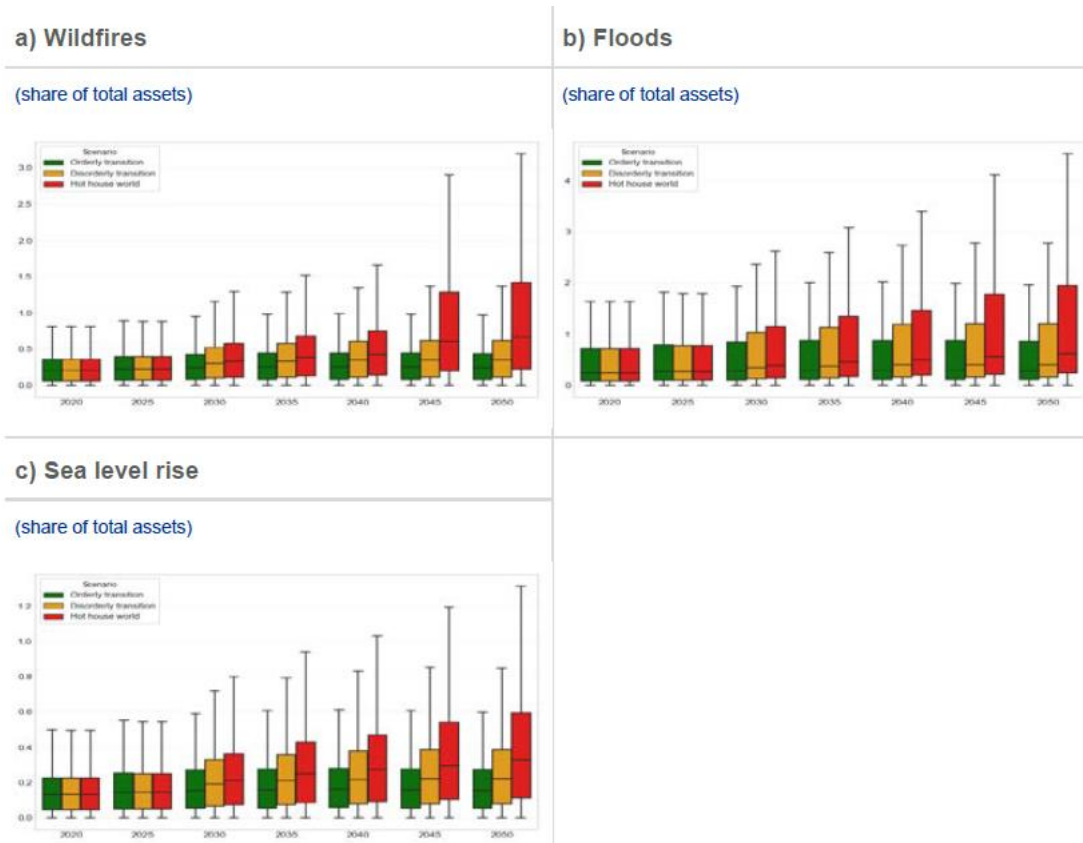 a) Wildfires
(share of total assets)
Scenario
Orderly transition
Disorderly transition
Hot house world
3.0
2.5
2.0
1.5
1.0
0.5
0.0
2020 2025 2030 2035 2040 2045 2050
b) Floods
(share of total assets)
Scenario
Orderly transition
Disorderly transition
Hot house world
4
3
2
1
0
2020 2025 2030 2035 2040 2045 2050
c) Sea level rise
(share of total assets)
Scenario
Orderly transition
Disorderly transition
Hot house world
1.2
1.0
0.8
0.6
0.4
0.2
0.0
2020 2025 2030 2035 2040 2045 2050